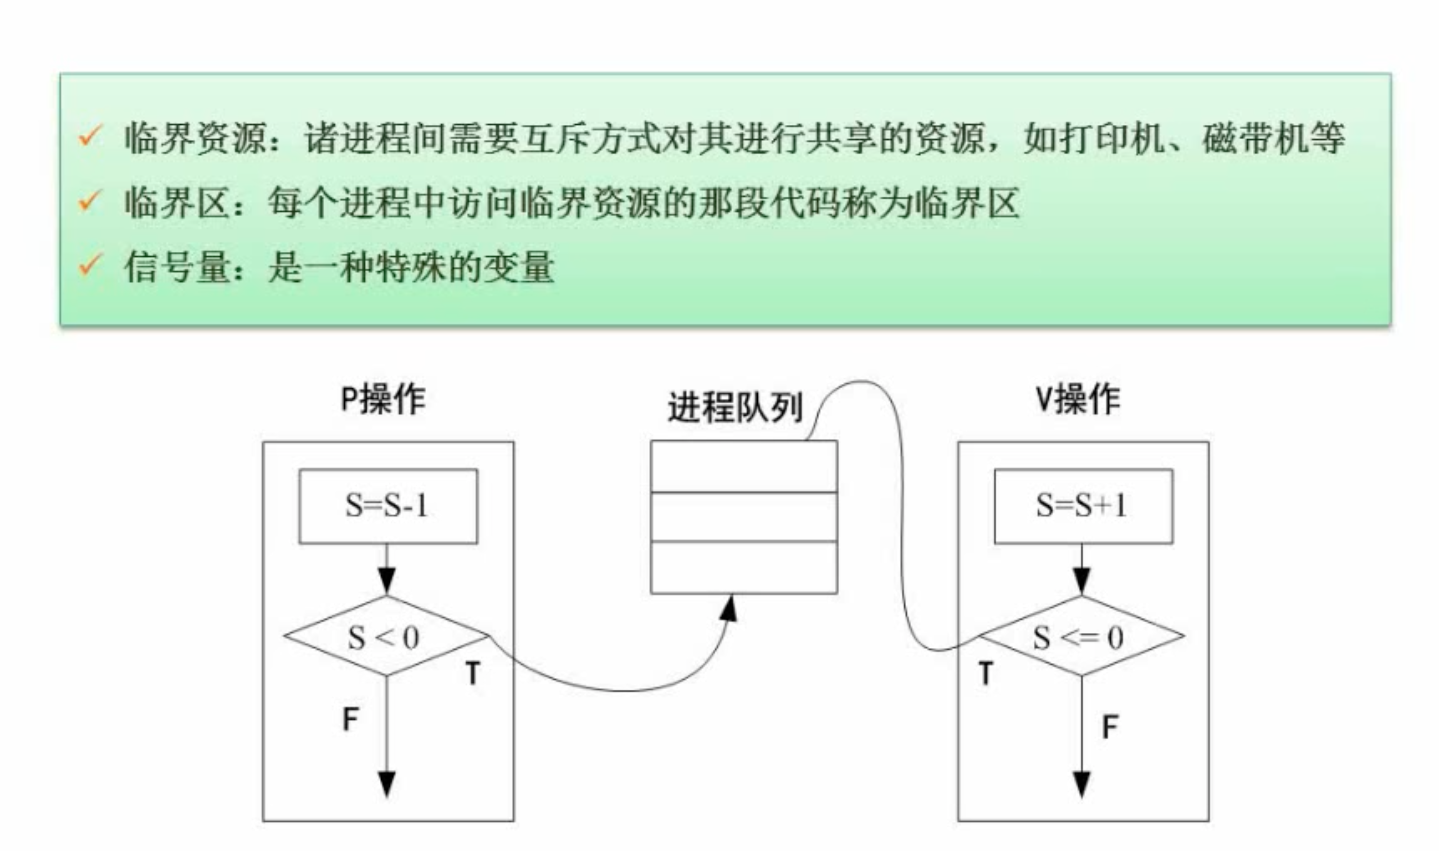 临界资源：诸进程间需要互斥方式对其进行共享的资源，如打印机、磁带机等
临界区：每个进程中访问临界资源的那段代码称为临界区
信号量：是一种特殊的变量
P操作
进程队列
V操作
S=S-1
S=S+1
S < 0
S <= 0
T
T
F
F